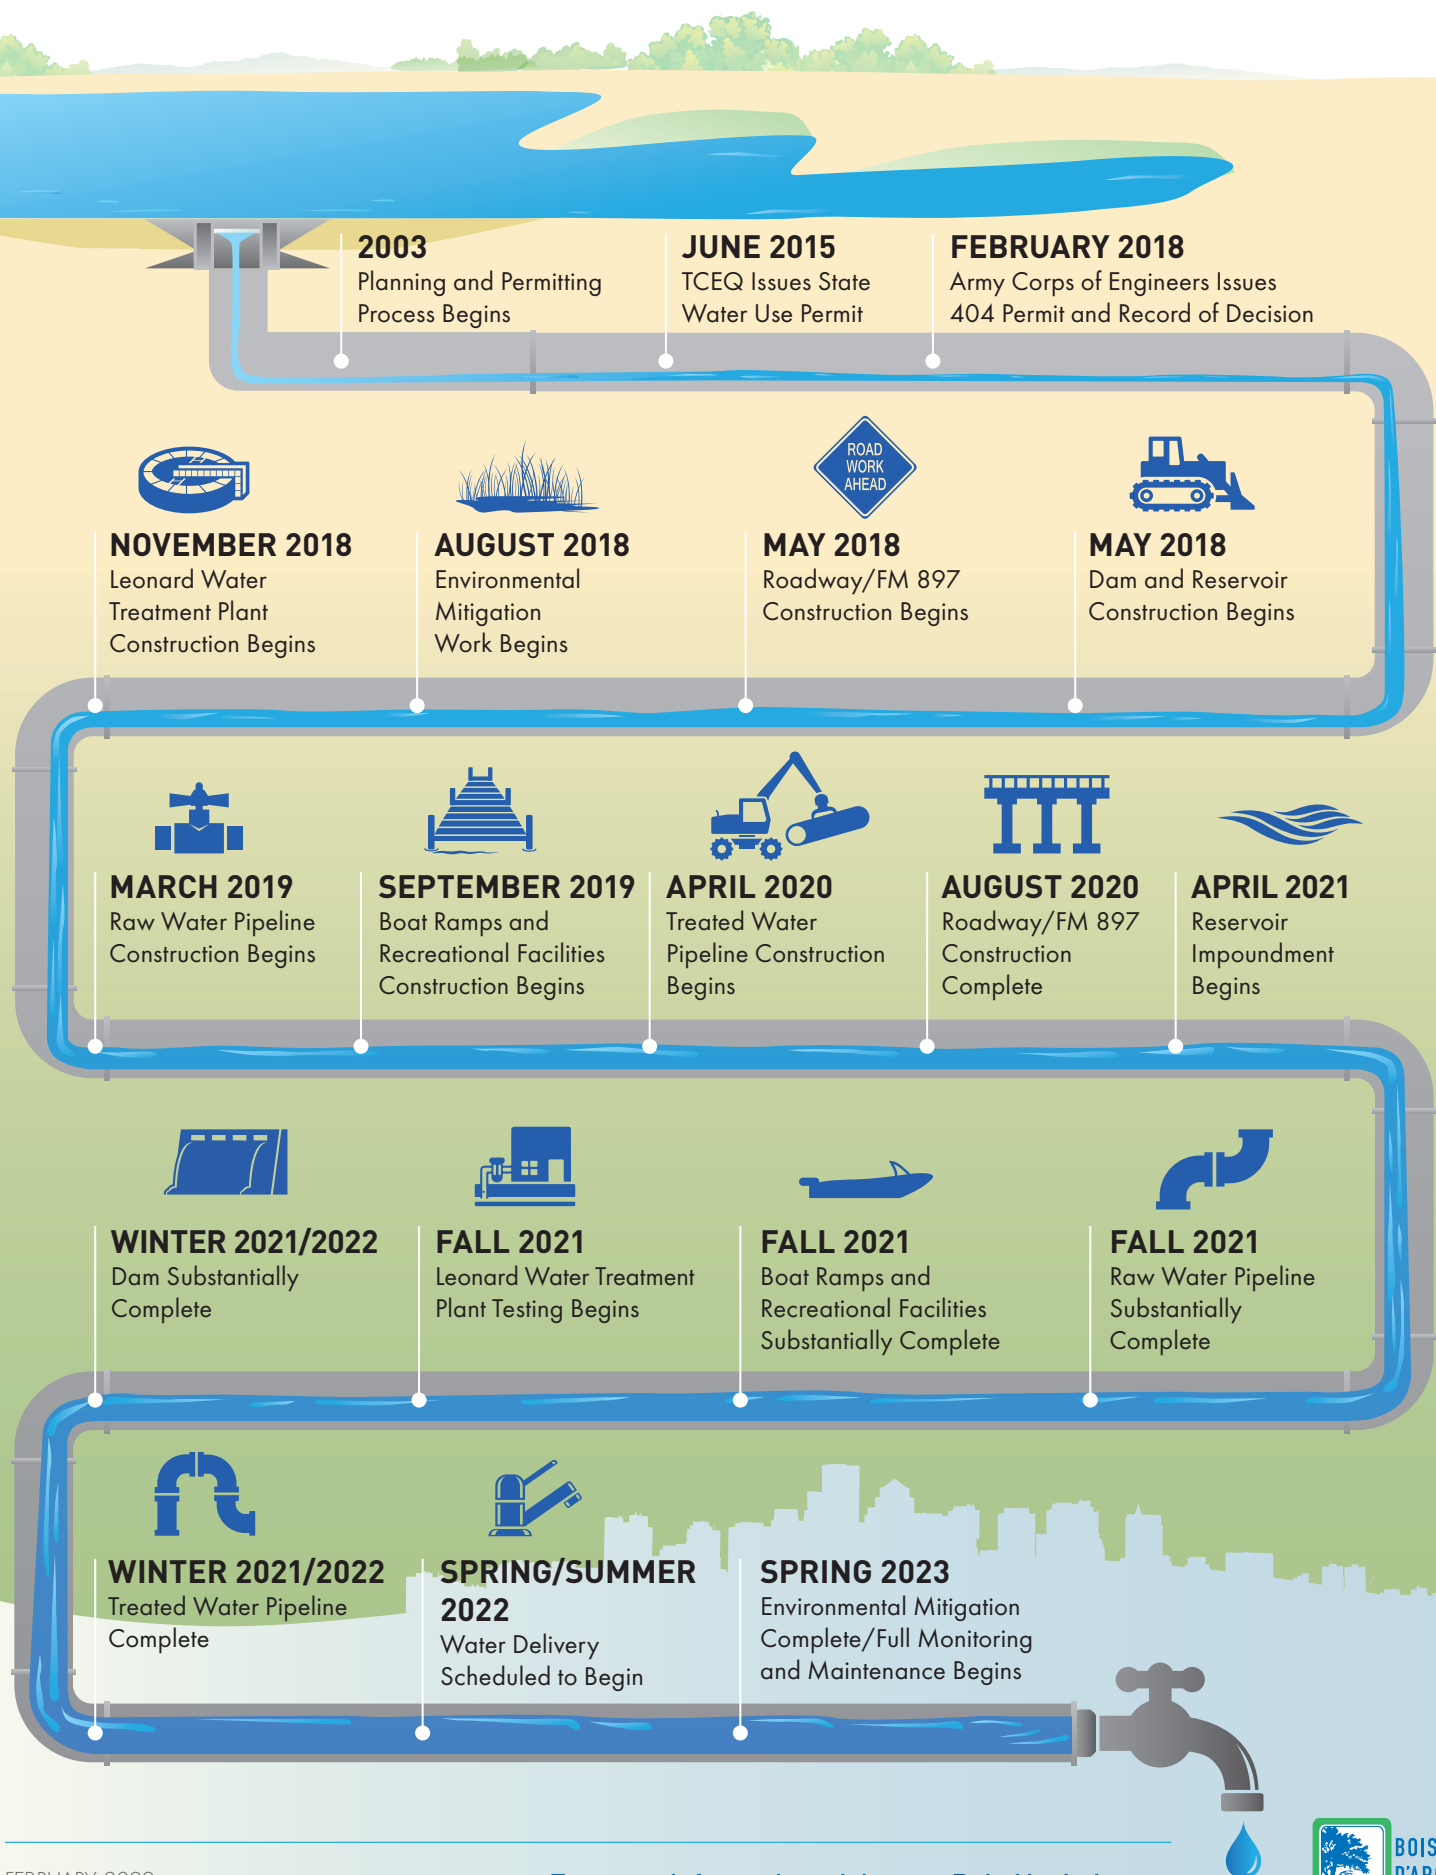 2003
Planning and Permitting
Process Begins
JUNE 2015
TCEQ Issues State
Water Use Permit
FEBRUARY 2018
Army Corps of Engineers Issues
404 Permit and Record of Decision
ROAD
WORK
AHEAD
NOVEMBER 2018
Leonard Water
Treatment Plant
Construction Begins
AUGUST 2018
Environmental
Mitigation
Work Begins
MAY 2018
Roadway/FM 897
Construction Begins
MAY 2018
Dam and Reservoir
Construction Begins
MARCH 2019
Raw Water Pipeline
Construction Begins
SEPTEMBER 2019
Boat Ramps and
Recreational Facilities
Construction Begins
APRIL 2020
Treated Water
Pipeline Construction
Begins
AUGUST 2020
Roadway/FM 897
Construction
Complete
APRIL 2021
Reservoir
Impoundment
Begins
WINTER 2021/2022
Dam Substantially
Complete
FALL 2021
Leonard Water Treatment
Plant Testing Begins
FALL 2021
Boat Ramps and
Recreational Facilities
Substantially Complete
FALL 2021
Raw Water Pipeline
Substantially
Complete
WINTER 2021/2022
Treated Water Pipeline
Complete
SPRING/SUMMER
2022
Water Delivery
Scheduled to Begin
SPRING 2023
Environmental Mitigation
Complete/Full Monitoring
and Maintenance Begins
BOIS